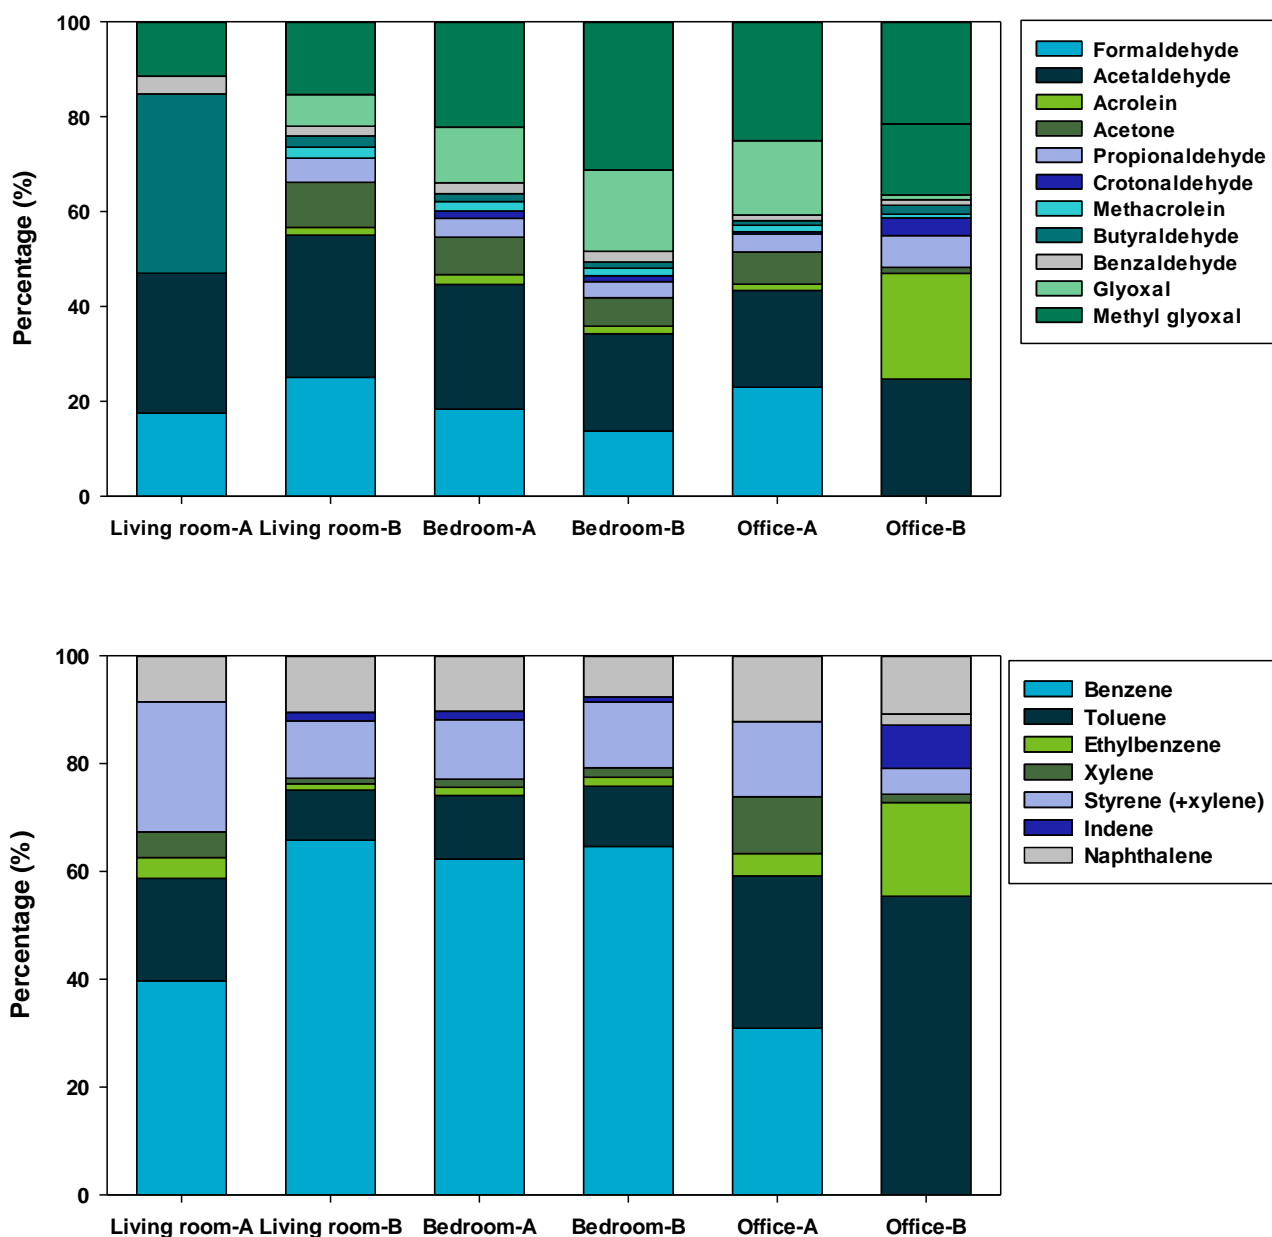 Percentage (%)
100
80
60
40
20
0
Living room-A Living room-B Bedroom-A Bedroom-B Office-A Office-B
Formaldehyde
Acetaldehyde
Acrolein
Acetone
Propionaldehyde
Crotonaldehyde
Methacrolein
Butyraldehyde
Benzaldehyde
Glyoxal
Methyl glyoxal
Percentage (%)
100
80
60
40
20
0
Living room-A Living room-B Bedroom-A Bedroom-B Office-A Office-B
Benzene
Toluene
Ethylbenzene
Xylene
Styrene (+xylene)
Indene
Naphthalene